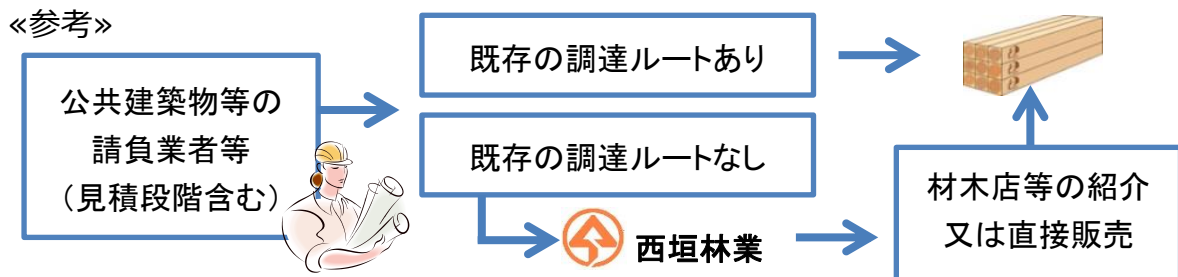 ≪参考≫
公共建築物等の
請負業者等
（見積段階含む）
既存の調達ルートあり
既存の調達ルートなし
西垣林業
材木店等の紹介
又は直接販売